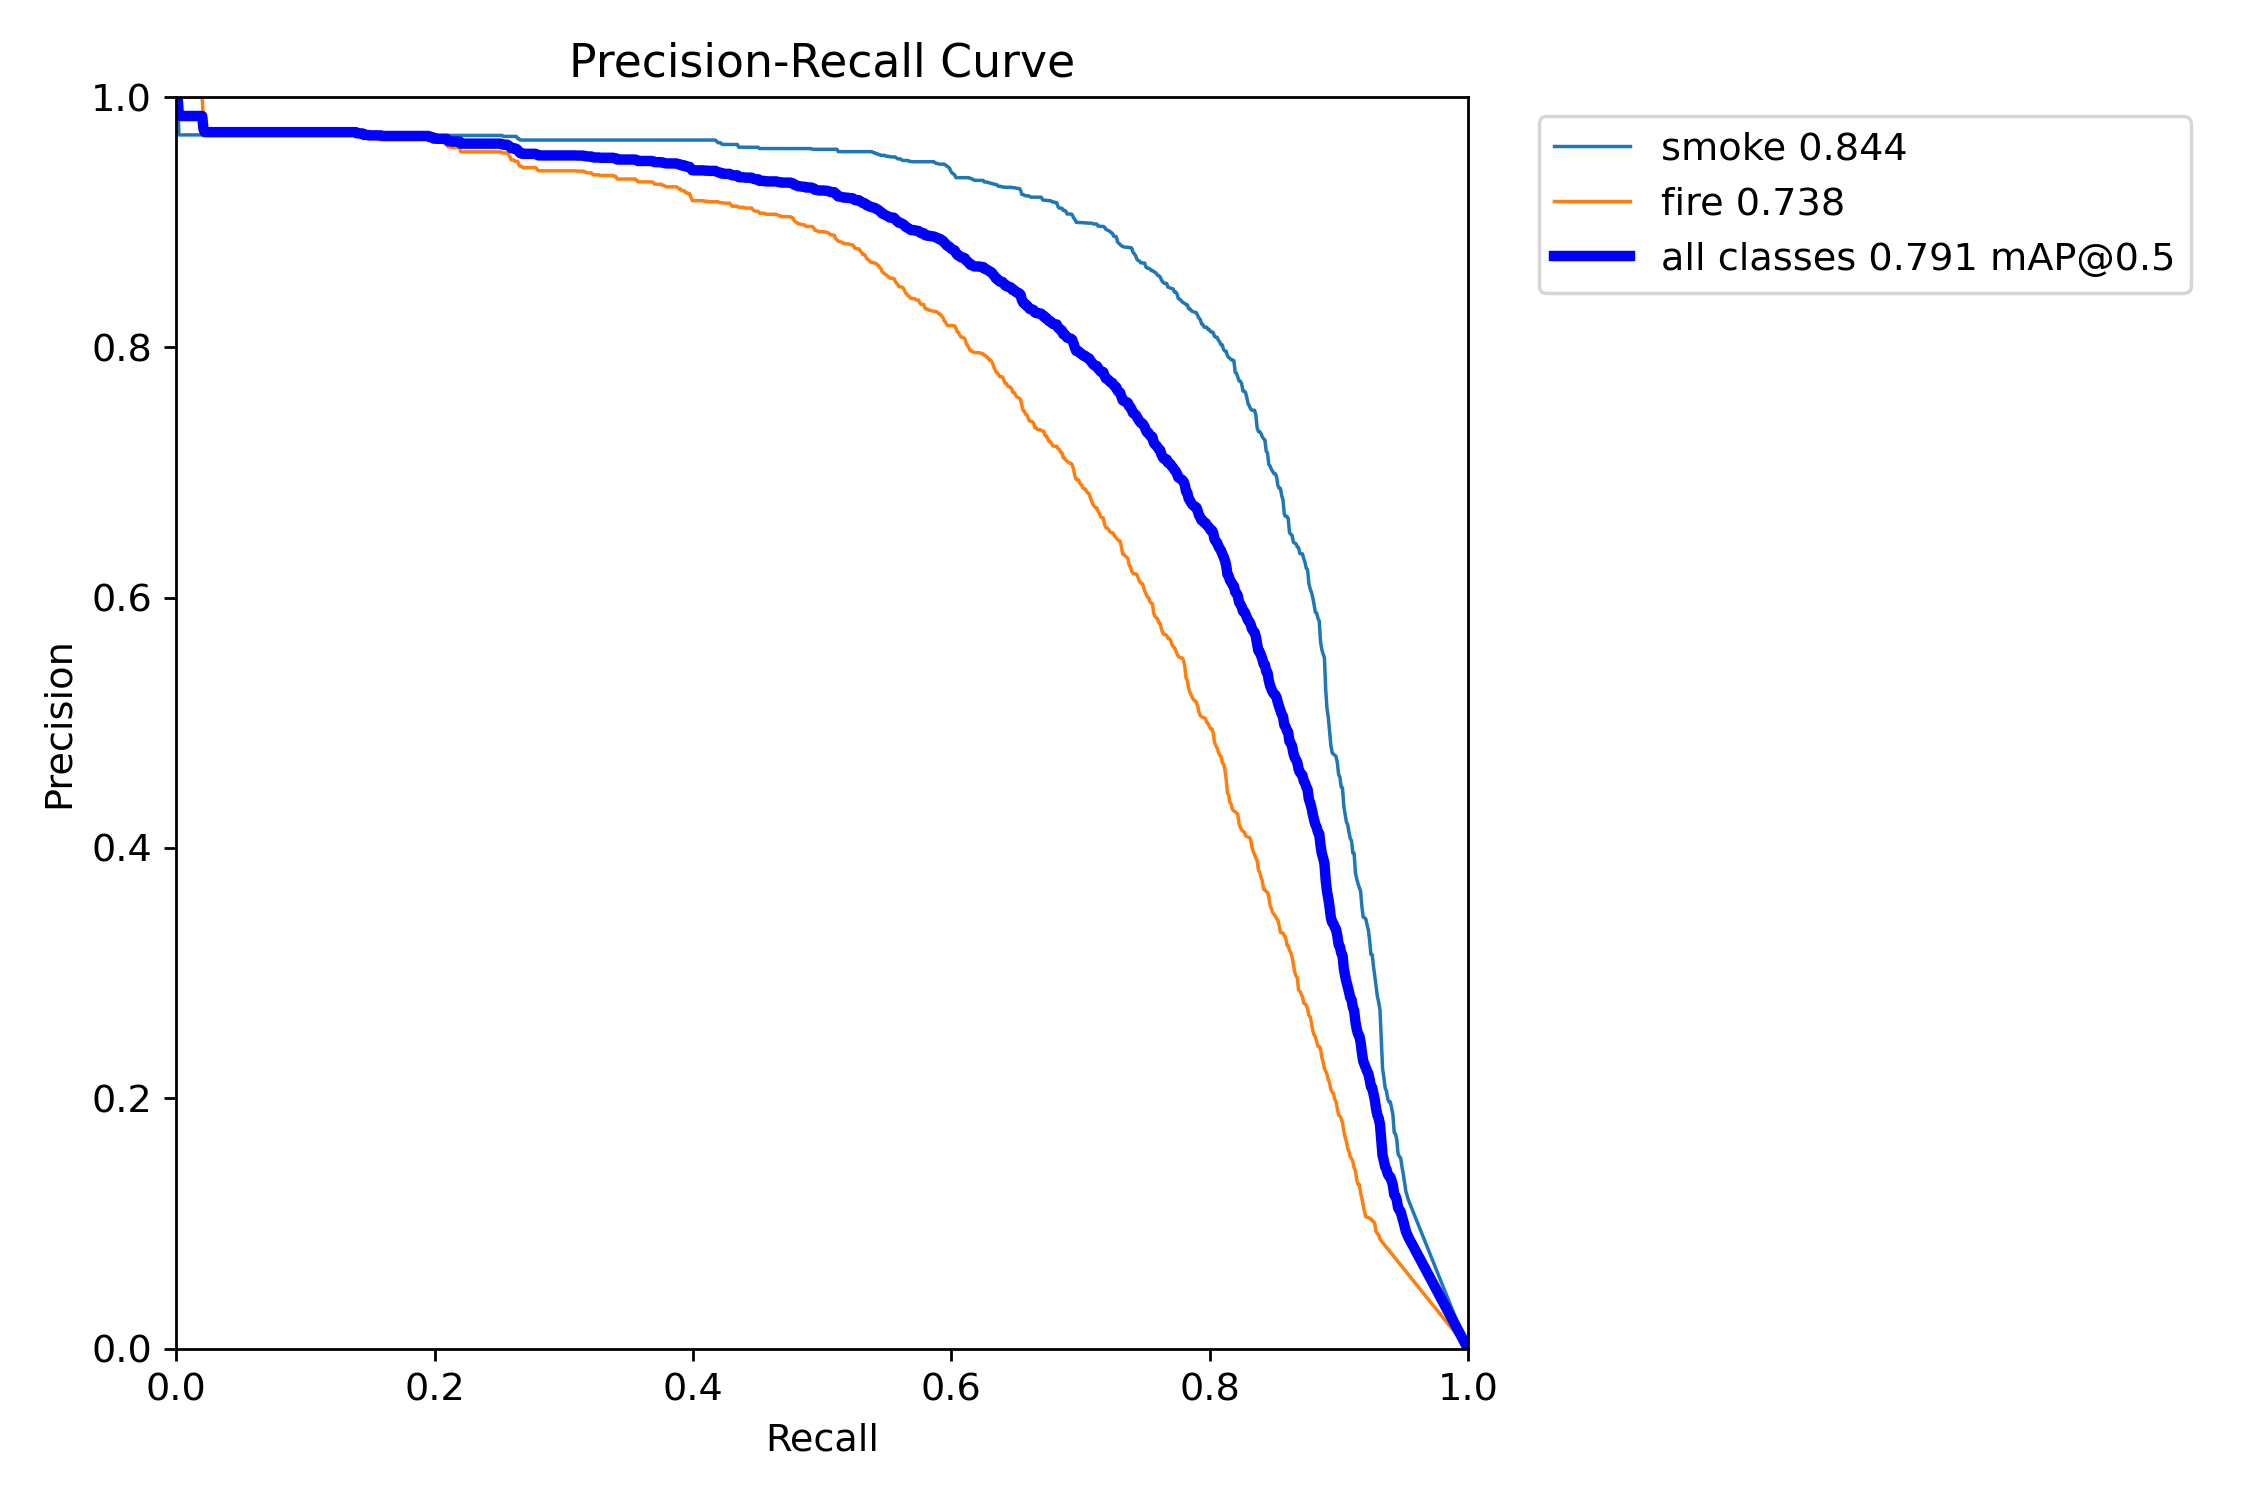 Precision-Recall Curve
1.0
0.8
0.6
0.4
0.2
0.0
Precision
0.0 0.2 0.4 0.6 0.8 1.0
Recall
smoke 0.844
fire 0.738
all classes 0.791 mAP@0.5